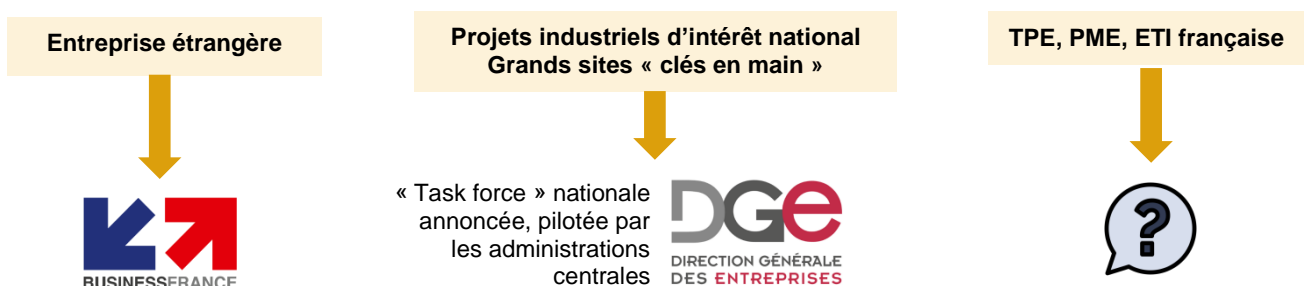 Entreprise étrangère
Projets industriels d’intérêt national
Grands sites « clés en main »
TPE, PME, ETI française
« Task force » nationale
annoncée, pilotée par
les administrations
centrales
DGe
DIRECTION GÉNÉRALE
DES ENTREPRISES
?
BUSINESSFRANCE